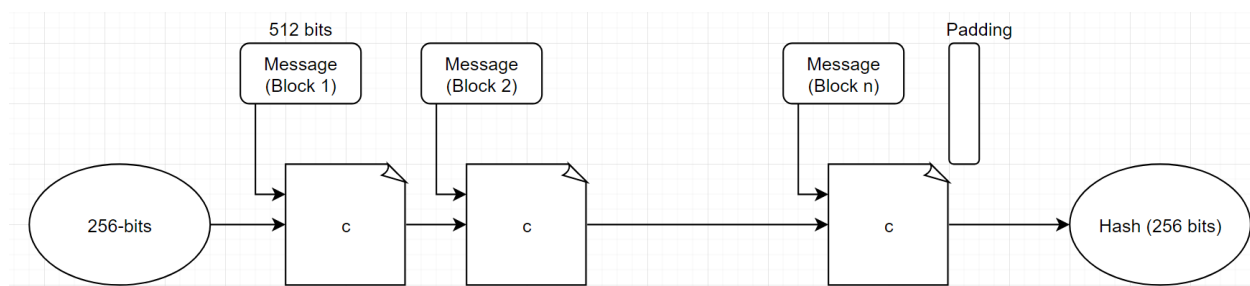 512 bits
Padding
Message
(Block 1)
Message
(Block 2)
Message
(Block n)
256-bits
c
c
c
Hash (256 bits)